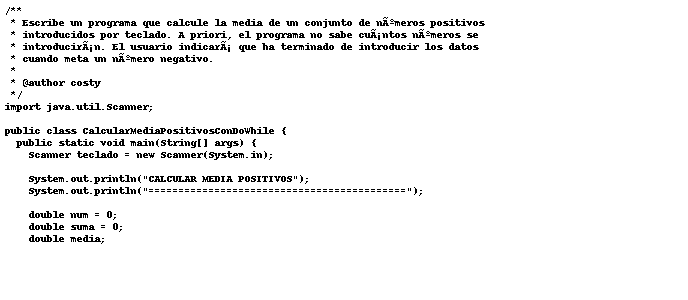 /**
 * Escribe un programa que calcule la media de un conjunto de nÃºmeros positivos
 * introducidos por teclado. A priori, el programa no sabe cuÃ¡ntos nÃºmeros se
 * introducirÃ¡n. El usuario indicarÃ¡ que ha terminado de introducir los datos
 * cuando meta un nÃºmero negativo.
 *
 * @author costy
 */
import java.util.Scanner;

public class CalcularMediaPositivosConDoWhile {
  public static void main(String[] args) {
    Scanner teclado = new Scanner(System.in);

    System.out.println("CALCULAR MEDIA POSITIVOS");
    System.out.println("===========================================");

    double num = 0;
    double suma = 0;
    double media;